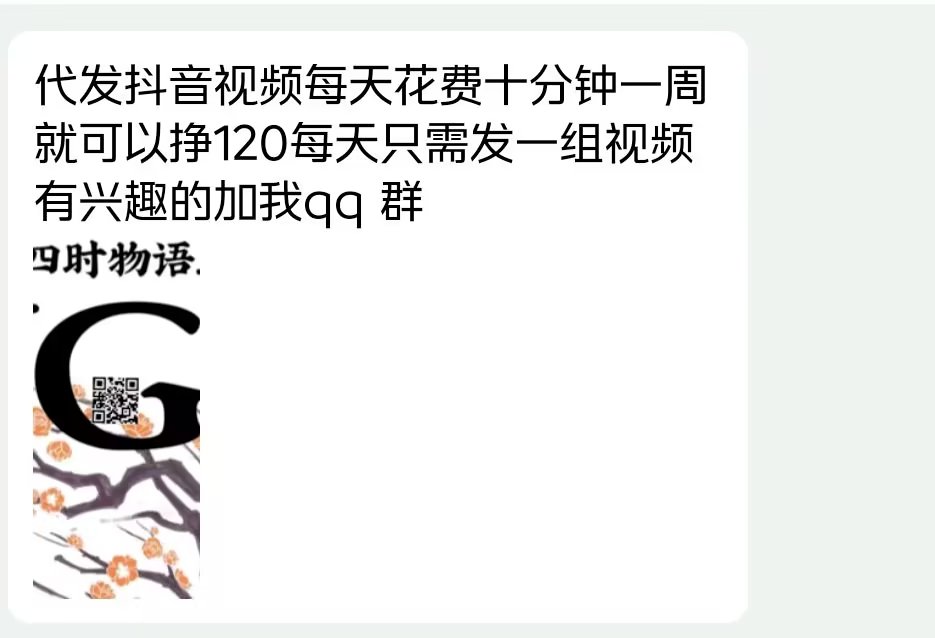 代发抖音视频每天花费十分钟一周
就可以挣120每天只需发一组视频
有兴趣的加我qq 群
四时物语
G